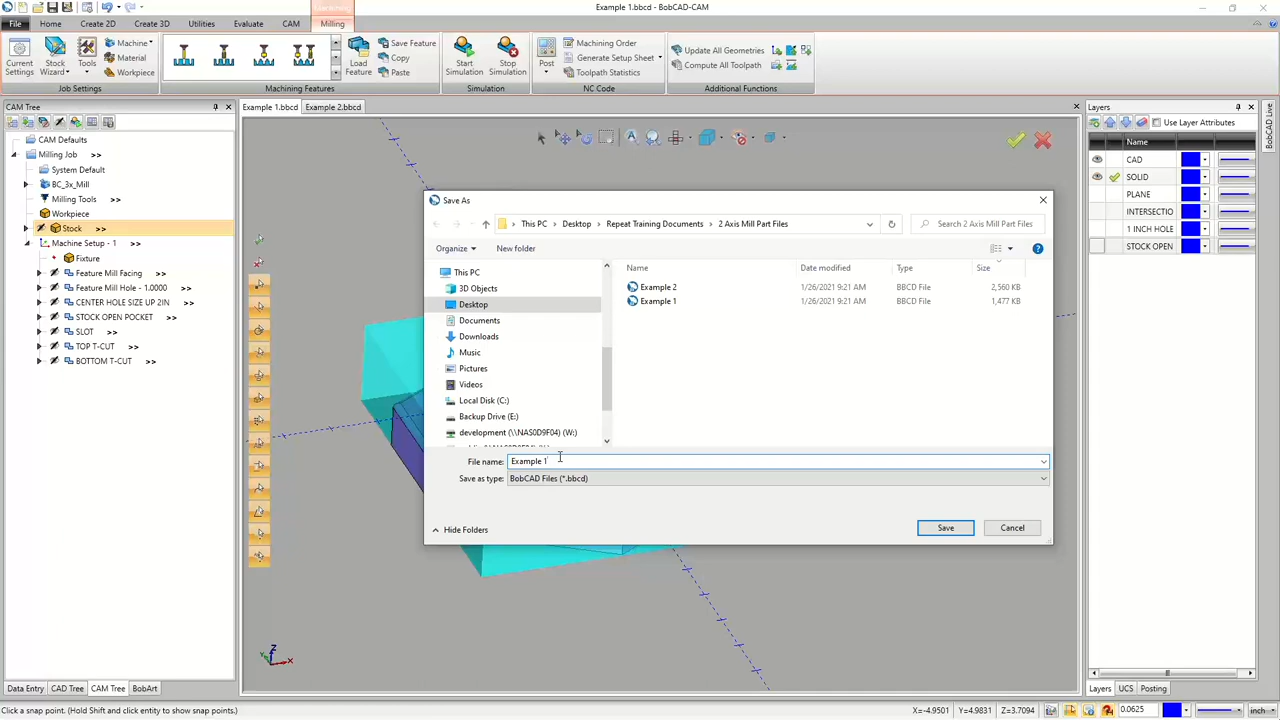 Machining
Example 1.bbcd - BobCAD-CAM
File Home Create 2D Create 3D Utilities Evaluate CAM Milling
Current Settings
Stock Wizard
Tools
Machine
Material
Workpiece
Load Feature
Save Feature
Copy
Paste
Start Simulation
Stop Simulation
Post
Machining Order
Generate Setup Sheet
Toolpath Statistics
Update All Geometries
Compute All Toolpath
Job Settings Machining Features Simulation NC Code Additional Functions
CAM Tree
Example 1.bbcd Example 2.bbcd
Layers
BobCAD Live
Use Layer Attributes
Name
CAD
SOLID
PLANE
INTERSECTIO
1 INCH HOLE
STOCK OPEN
CAM Defaults
Milling Job >>
System Default
BC_3x_Mill
Milling Tools >>
Workpiece
Stock >>
Machine Setup - 1 >>
Fixture
Feature Mill Facing >>
Feature Mill Hole - 1.0000 >>
CENTER HOLE SIZE UP 2IN >>
STOCK OPEN POCKET >>
SLOT >>
TOP T-CUT >>
BOTTOM T-CUT >>
Save As
This PC > Desktop > Repeat Training Documents > 2 Axis Mill Part Files
Search 2 Axis Mill Part Files
Organize New folder
This PC
3D Objects
Desktop
Documents
Downloads
Music
Pictures
Videos
Local Disk (C:)
Backup Drive (E:)
development (\\NAS0D9F04) (W:)
Name Date modified Type Size
Example 2 1/26/2021 9:21 AM BBCD File 2,560 KB
Example 1 1/26/2021 9:21 AM BBCD File 1,477 KB
File name: Example 1
Save as type: BobCAD Files (*.bbcd)
Hide Folders Save Cancel
Z
Y X
Data Entry CAD Tree CAM Tree BobArt
Layers UCS Posting
Click a snap point. (Hold Shift and click entity to show snap points.)
X=-4.9501 Y=4.9831 Z=3.7094 0.0625 inch